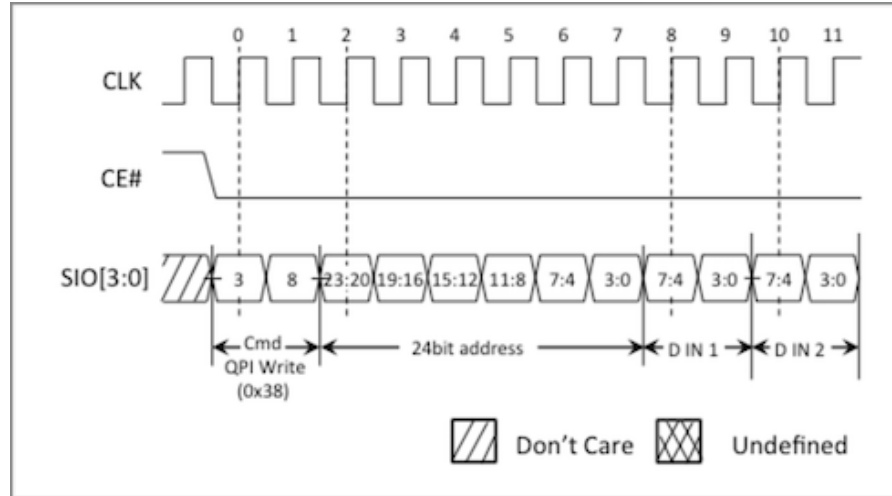 0 1 2 3 4 5 6 7 8 9 10 11
CLK
CE#
SIO[3:0] 3 8 23:20 19:16 15:12 11:8 7:4 3:0 7:4 3:0 7:4 3:0
Cmd 24bit address D IN 1 D IN 2
QPI Write
(0x38)
Don't Care Undefined